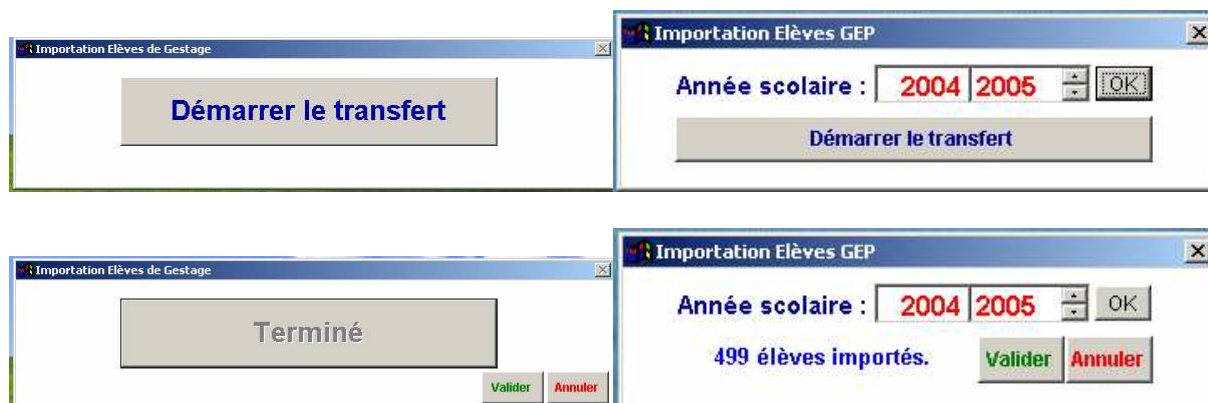 Importation Elèves de Gestage
Démarrer le transfert
Importation Elèves GEP
Année scolaire : 2004 2005 OK
Démarrer le transfert
Importation Elèves de Gestage
Terminé
Valider Annuler
Importation Elèves GEP
Année scolaire : 2004 2005 OK
499 élèves importés. Valider Annuler